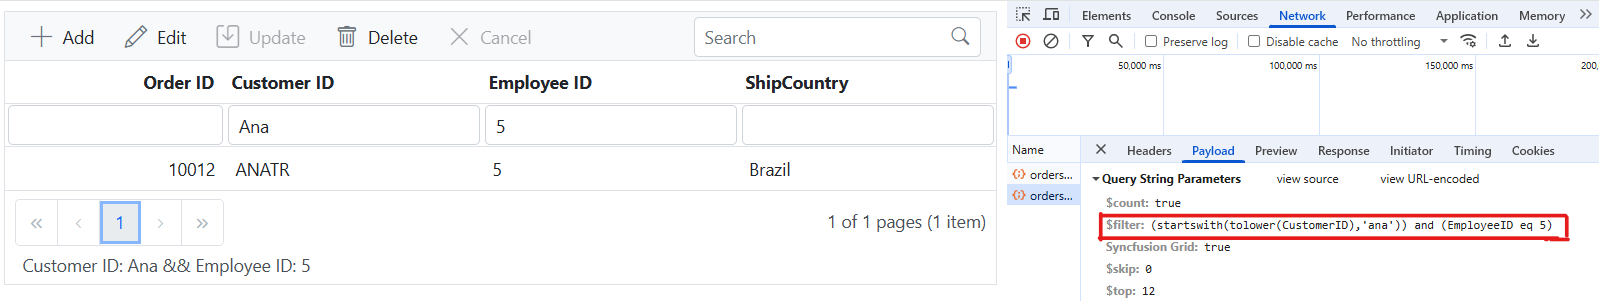 Add Edit Update Delete Cancel Search
Order ID Customer ID Employee ID ShipCountry
Ana 5
10012 ANATR 5 Brazil
1 1 of 1 pages (1 item)
Customer ID: Ana && Employee ID: 5
Elements Console Sources Network Performance Application Memory
Preserve log Disable cache No throttling
50,000 ms 100,000 ms 150,000 ms 200,
Name Headers Payload Preview Response Initiator Timing Cookies
orders...
orders...
Query String Parameters view source view URL-encoded
$count: true
$filter: (startswith(tolower(CustomerID),'ana')) and (EmployeeID eq 5)
Syncfusion Grid: true
$skip: 0
$top: 12